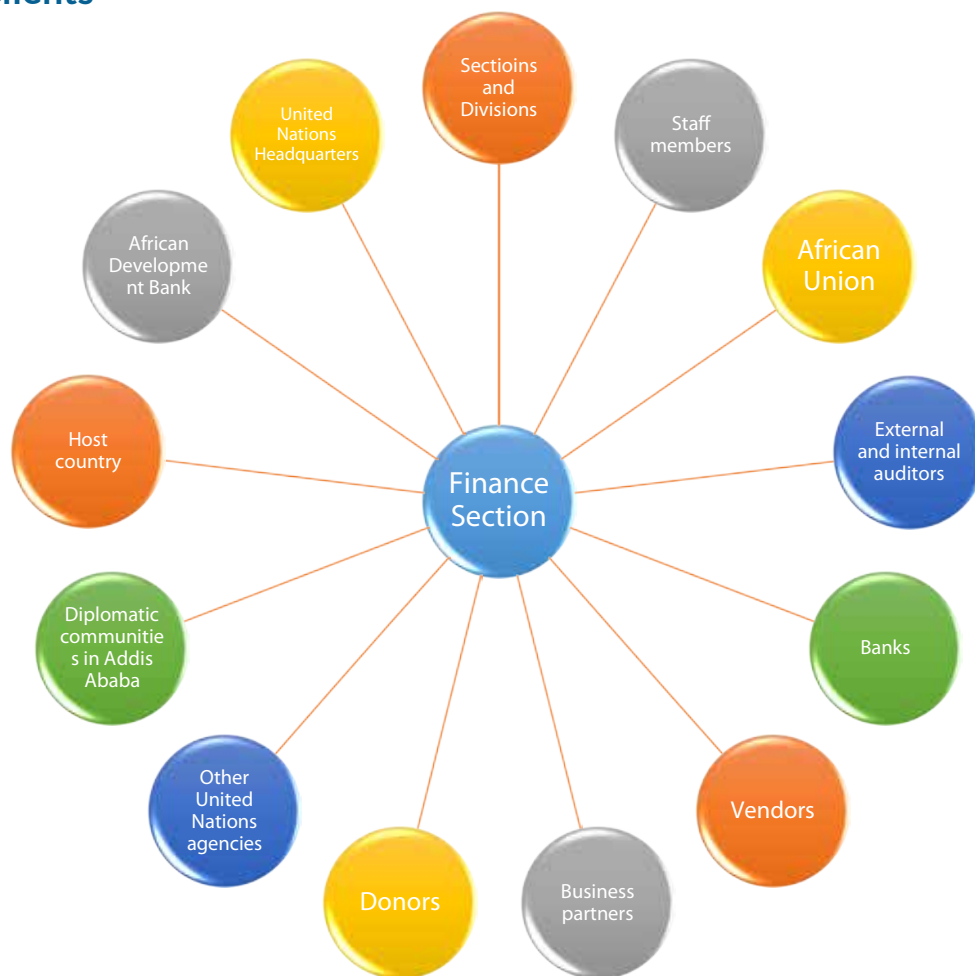 Sectioins
and
Divisions
Staff
members
African
Union
External
and internal
auditors
Banks
Vendors
Business
partners
Donors
Other
United
Nations
agencies
Diplomatic
communitie
s in Addis
Ababa
Host
country
African
Developme
nt Bank
United
Nations
Headquarters
Finance
Section